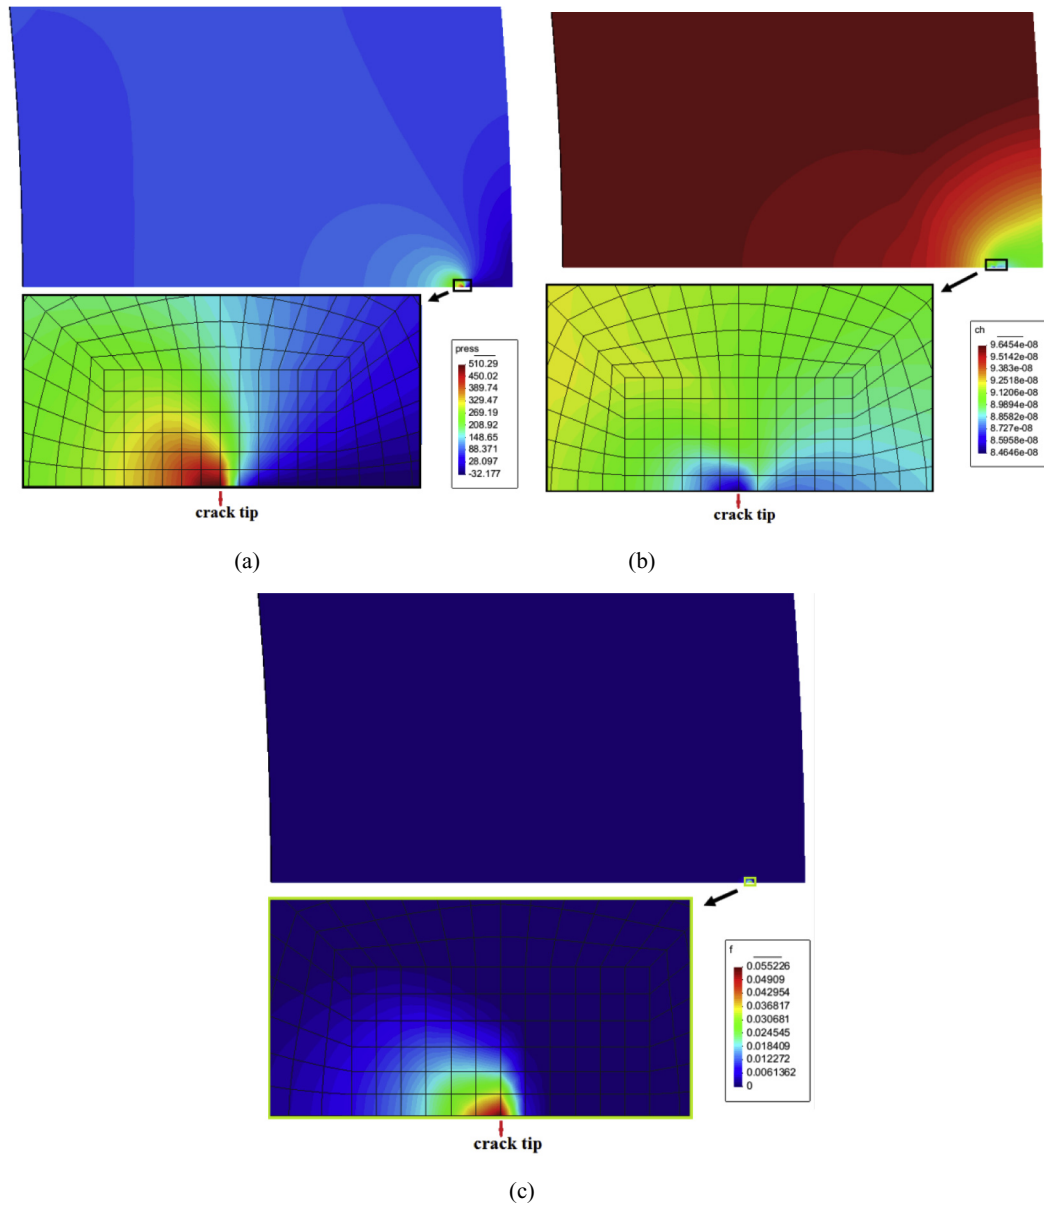 press
510.29
450.02
389.74
329.47
269.19
208.92
148.65
88.371
28.097
-32.177
crack tip
(a)
ch
9.6454e-08
9.5142e-08
9.383e-08
9.2518e-08
9.1206e-08
8.9894e-08
8.8582e-08
8.727e-08
8.5958e-08
8.4646e-08
crack tip
(b)
f
0.055226
0.04909
0.042954
0.036817
0.030681
0.024545
0.018409
0.012272
0.0061362
0
crack tip
(c)